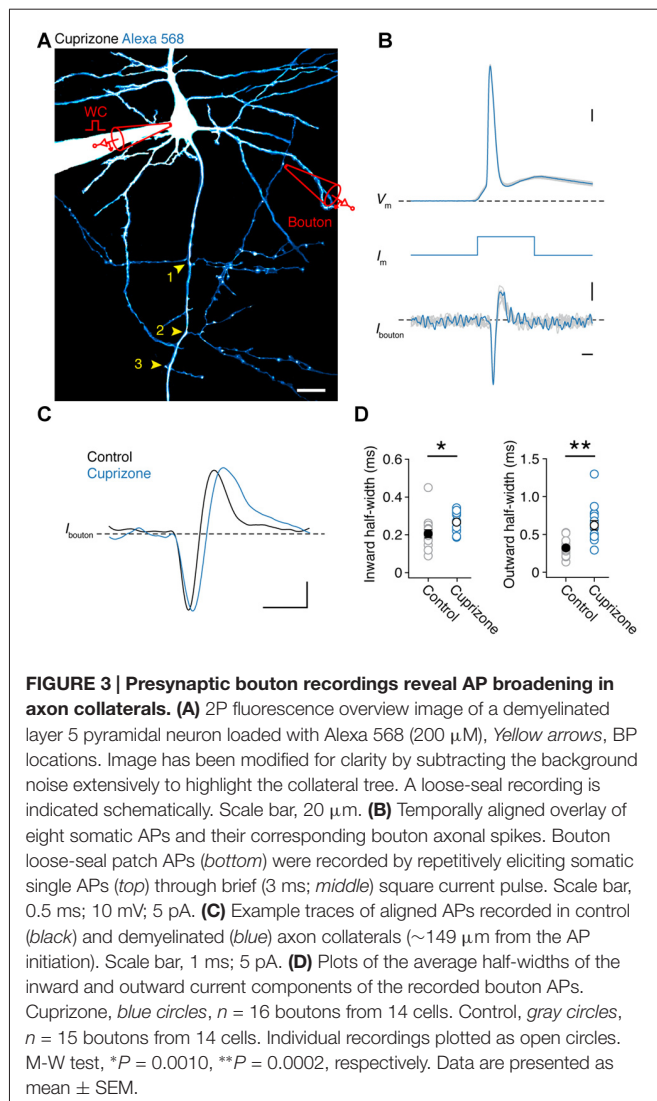 A Cuprizone Alexa 568
WC
Bouton
1
2
3
B
Vm
Im
Ibouton
C
Control
Cuprizone
Ibouton
D
*
**
Inward half-width (ms)
0.6
0.4
0.2
0
Control
Cuprizone
Outward half-width (ms)
1.5
1.0
0.5
0
Control
Cuprizone
FIGURE 3 | Presynaptic bouton recordings reveal AP broadening in
axon collaterals. (A) 2P fluorescence overview image of a demyelinated
layer 5 pyramidal neuron loaded with Alexa 568 (200 μM), Yellow arrows, BP
locations. Image has been modified for clarity by subtracting the background
noise extensively to highlight the collateral tree. A loose-seal recording is
indicated schematically. Scale bar, 20 μm. (B) Temporally aligned overlay of
eight somatic APs and their corresponding bouton axonal spikes. Bouton
loose-seal patch APs (bottom) were recorded by repetitively eliciting somatic
single APs (top) through brief (3 ms; middle) square current pulse. Scale bar,
0.5 ms; 10 mV; 5 pA. (C) Example traces of aligned APs recorded in control
(black) and demyelinated (blue) axon collaterals (∼149 μm from the AP
initiation). Scale bar, 1 ms; 5 pA. (D) Plots of the average half-widths of the
inward and outward current components of the recorded bouton APs.
Cuprizone, blue circles, n = 16 boutons from 14 cells. Control, gray circles,
n = 15 boutons from 14 cells. Individual recordings plotted as open circles.
M-W test, *P = 0.0010, **P = 0.0002, respectively. Data are presented as
mean ± SEM.